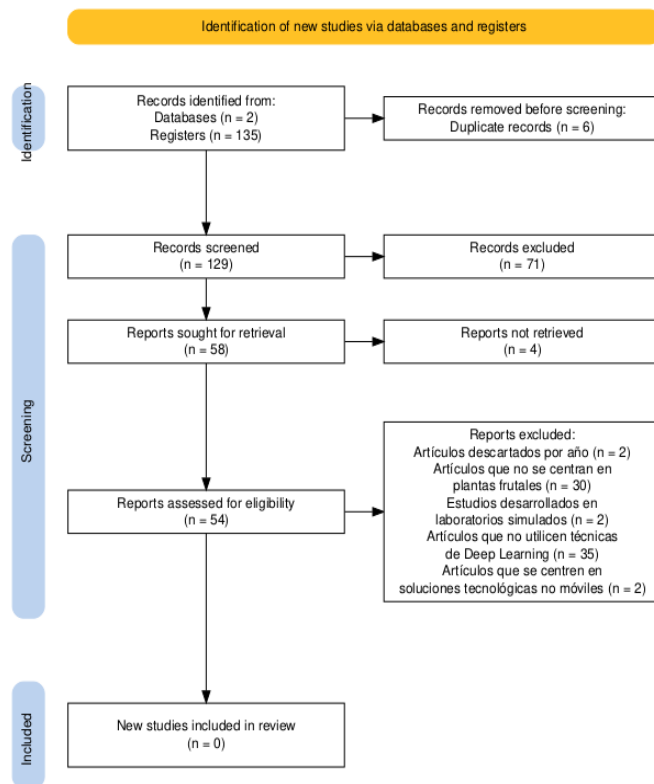 Identification of new studies via databases and registers
Identification
Records identified from:
Databases (n = 2)
Registers (n = 135)
Records removed before screening:
Duplicate records (n = 6)
Screening
Records screened
(n = 129)
Records excluded
(n = 71)
Reports sought for retrieval
(n = 58)
Reports not retrieved
(n = 4)
Reports assessed for eligibility
(n = 54)
Reports excluded:
Artículos descartados por año (n = 2)
Artículos que no se centran en
plantas frutales (n = 30)
Estudios desarrollados en
laboratorios simulados (n = 2)
Artículos que no utilicen técnicas
de Deep Learning (n = 35)
Artículos que se centren en
soluciones tecnológicas no móviles (n = 2)
Included
New studies included in review
(n = 0)